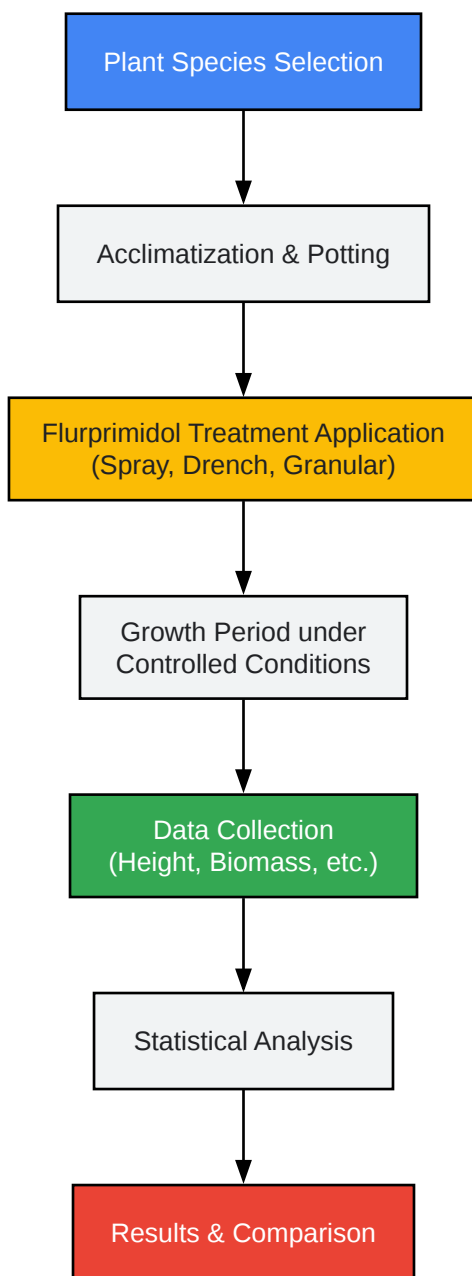 Plant Species Selection
Acclimatization & Potting
Flurprimidol Treatment Application
(Spray, Drench, Granular)
Growth Period under
Controlled Conditions
Data Collection
(Height, Biomass, etc.)
Statistical Analysis
Results & Comparison